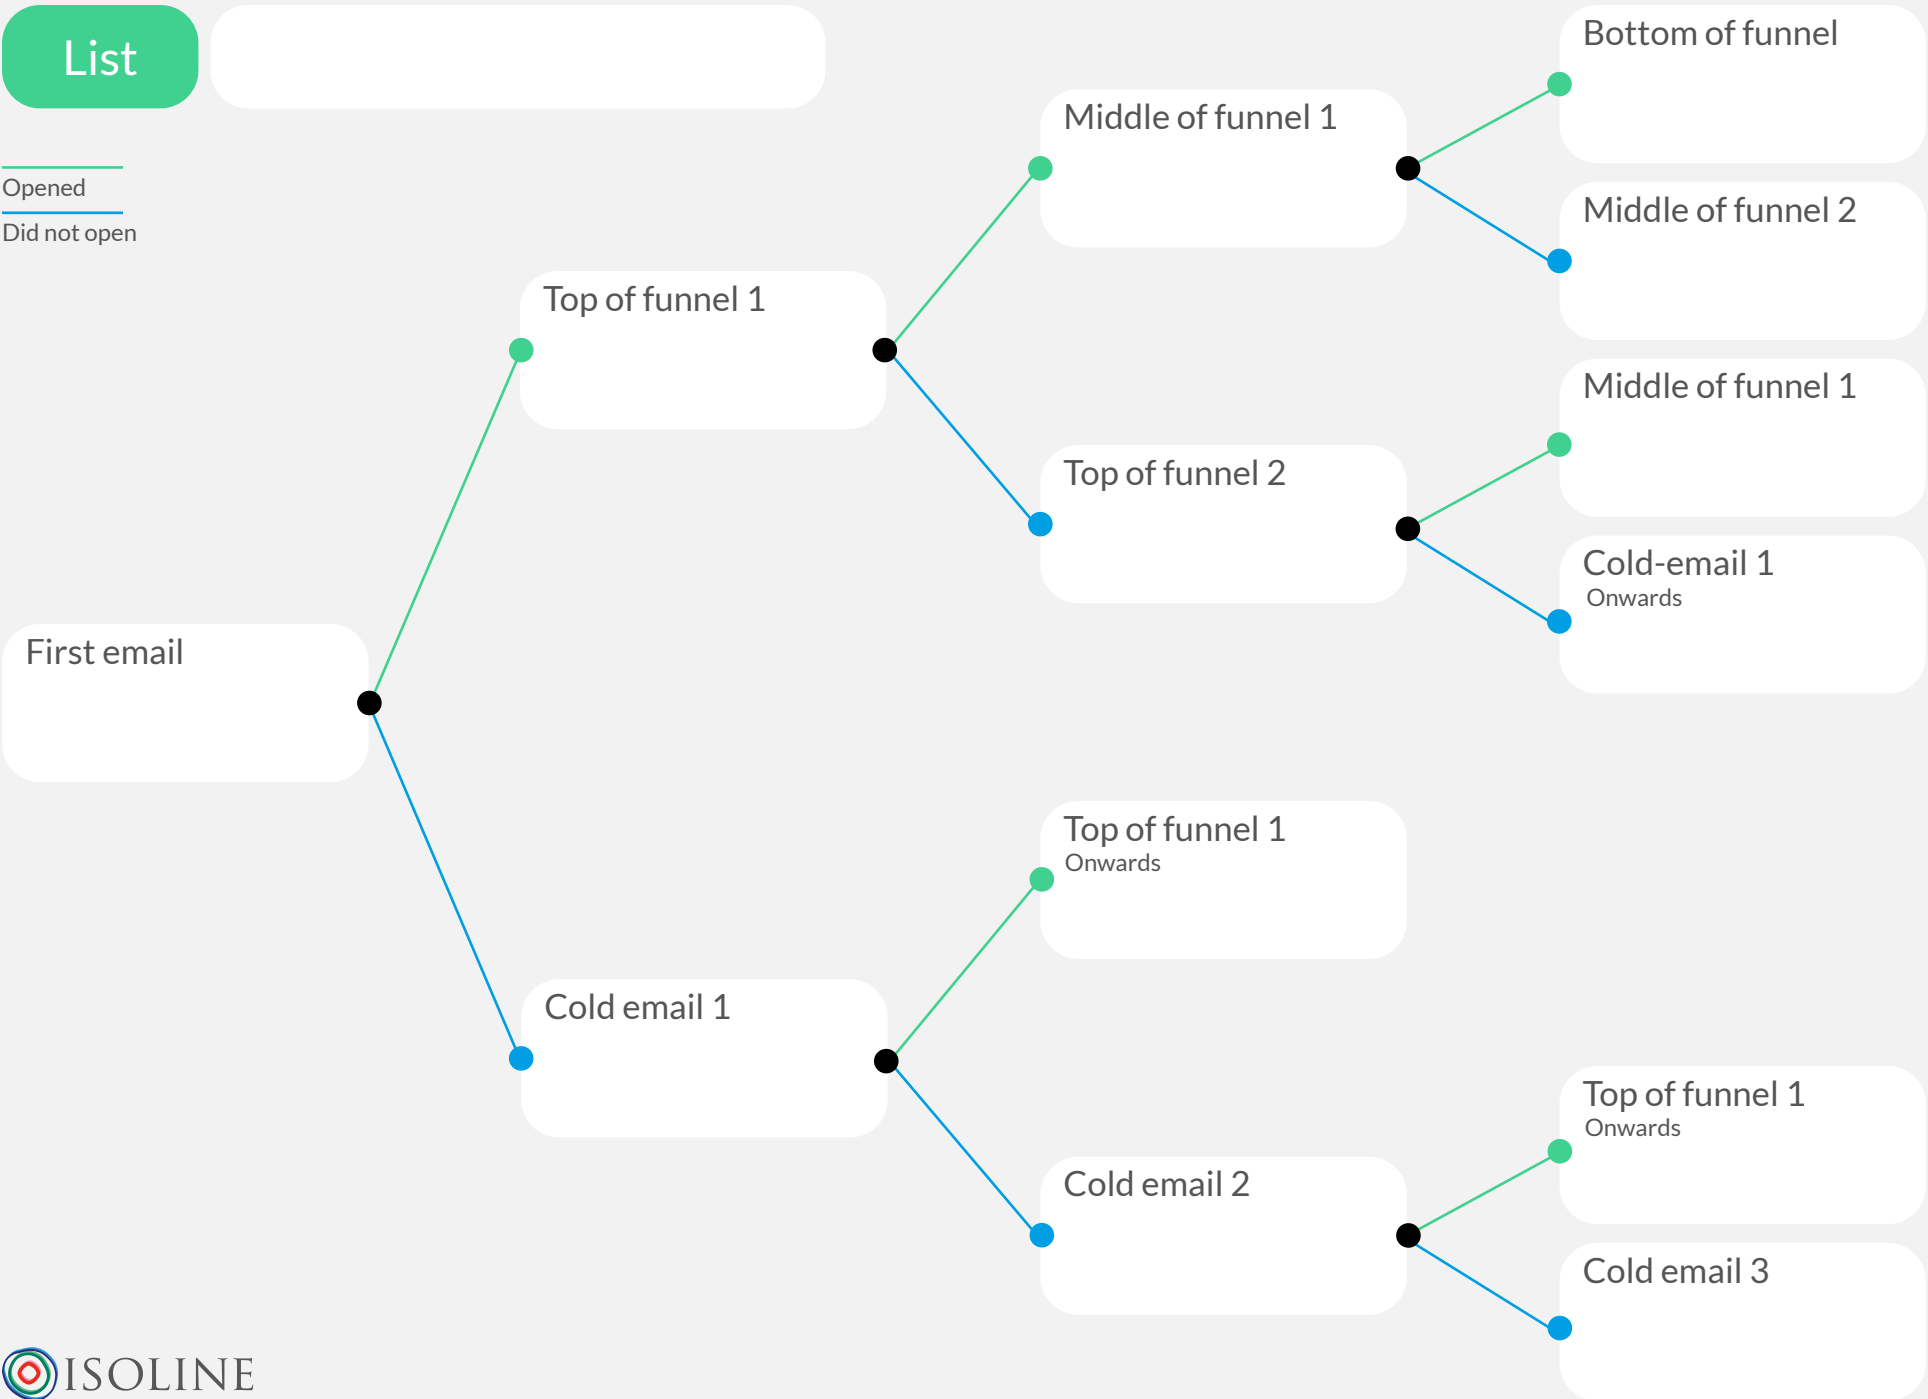 List
Opened
Did not open
First email
Top of funnel 1
Cold email 1
Middle of funnel 1
Top of funnel 2
Top of funnel 1
Onwards
Cold email 2
Bottom of funnel
Middle of funnel 2
Middle of funnel 1
Cold-email 1
Onwards
Top of funnel 1
Onwards
Cold email 3
ISOLINE